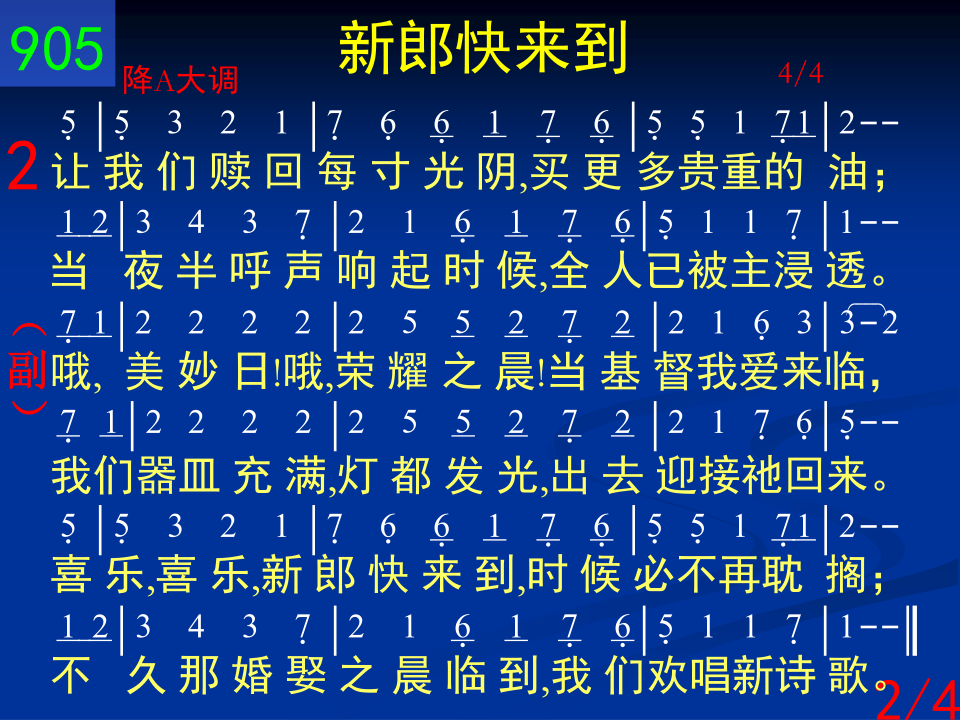 905
新郎快来到
降A大调
4/4
5|5 3 2 1|7 6 6 1 7 6|5 5 1 71|2--
2
让我们赎回每寸光阴,买更多贵重的油；
12|3 4 3 7|2 1 6 1 7 6|5 1 1 7|1--
当夜半呼声响起时候,全人已被主浸透。
71|2 2 2 2|2 5 5 2 7 2|2 1 6 3|3-2
（副）
哦,美妙日!哦,荣耀之晨!当基督我爱来临，
7 1|2 2 2 2|2 5 5 2 7 2|2 1 7 6|5--
我们器皿充满,灯都发光,出去迎接祂回来。
5|5 3 2 1|7 6 6 1 7 6|5 5 1 71|2--
喜乐,喜乐,新郎快来到,时候必不再耽搁；
12|3 4 3 7|2 1 6 1 7 6|5 1 1 7|1--‖
不久那婚娶之晨临到,我们欢唱新诗歌。
2/4